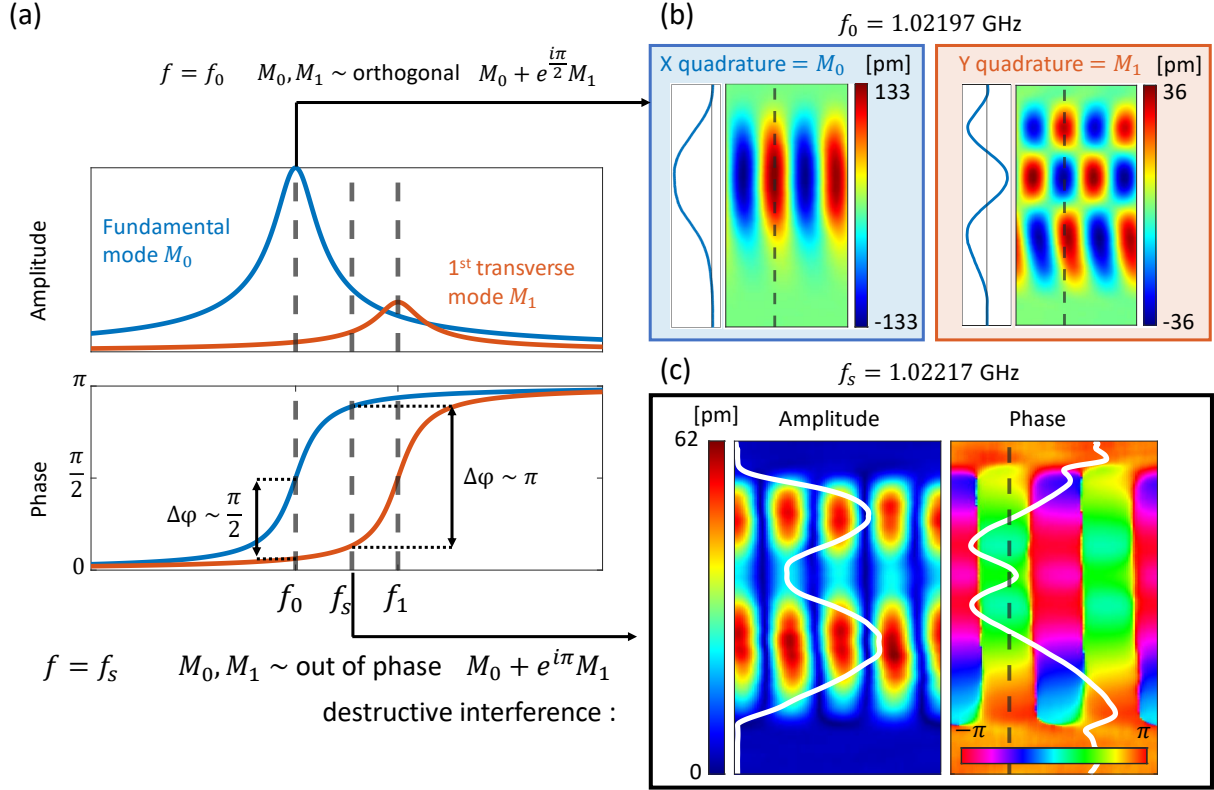 (a)
f = f₀ M₀, M₁ ~ orthogonal M₀ + e^{iπ/2}M₁
Amplitude
Fundamental
mode M₀
1st transverse
mode M₁
Phase
π
π/2
0
Δφ ~ π/2
Δφ ~ π
f₀ fₛ f₁
f = fₛ M₀, M₁ ~ out of phase M₀ + e^{iπ}M₁
destructive interference :
(b)
f₀ = 1.02197 GHz
X quadrature = M₀ [pm]
133
-133
Y quadrature = M₁ [pm]
36
-36
(c)
fₛ = 1.02217 GHz
[pm] Amplitude Phase
62
0
−π π